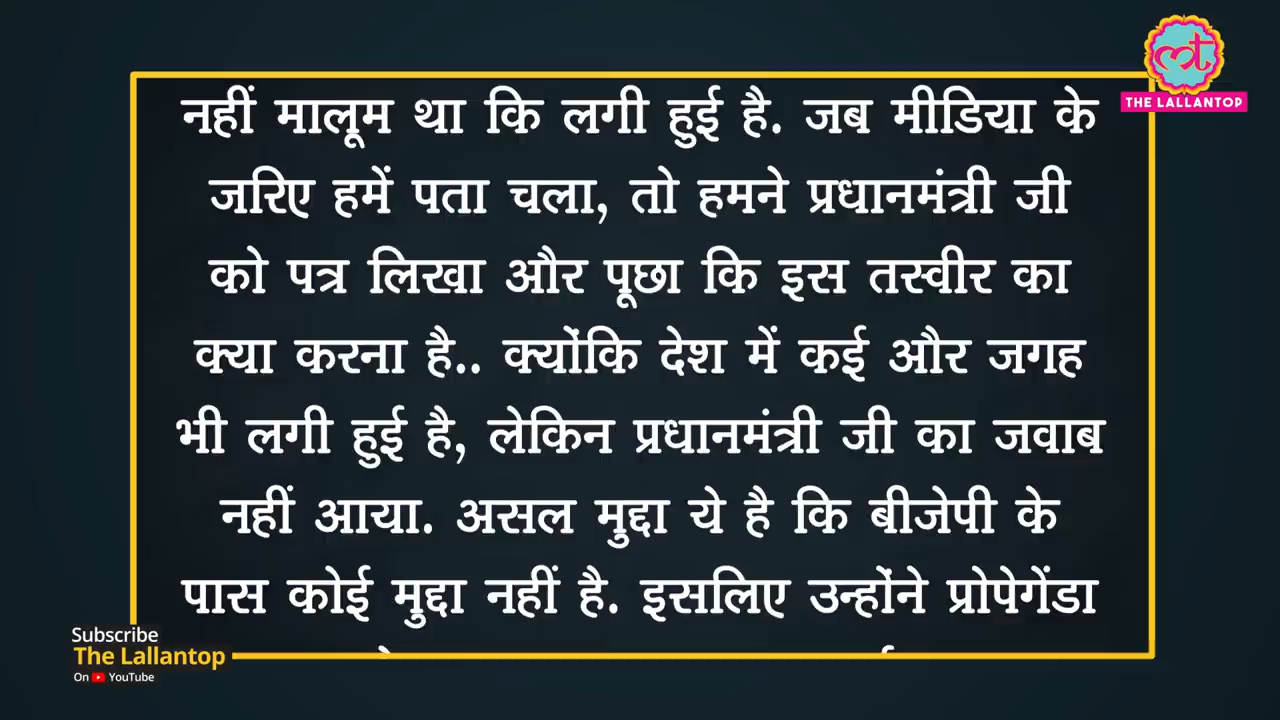 THE LALLANTOP
नहीं मालूम था कि लगी हुई है. जब मीडिया के
जरिए हमें पता चला, तो हमने प्रधानमंत्री जी
को पत्र लिखा और पूछा कि इस तस्वीर का
क्या करना है.. क्योंकि देश में कई और जगह
भी लगी हुई है, लेकिन प्रधानमंत्री जी का जवाब
नहीं आया. असल मुद्दा ये है कि बीजेपी के
पास कोई मुद्दा नहीं है. इसलिए उन्होंने प्रोपेगेंडा
Subscribe
The Lallantop
On YouTube